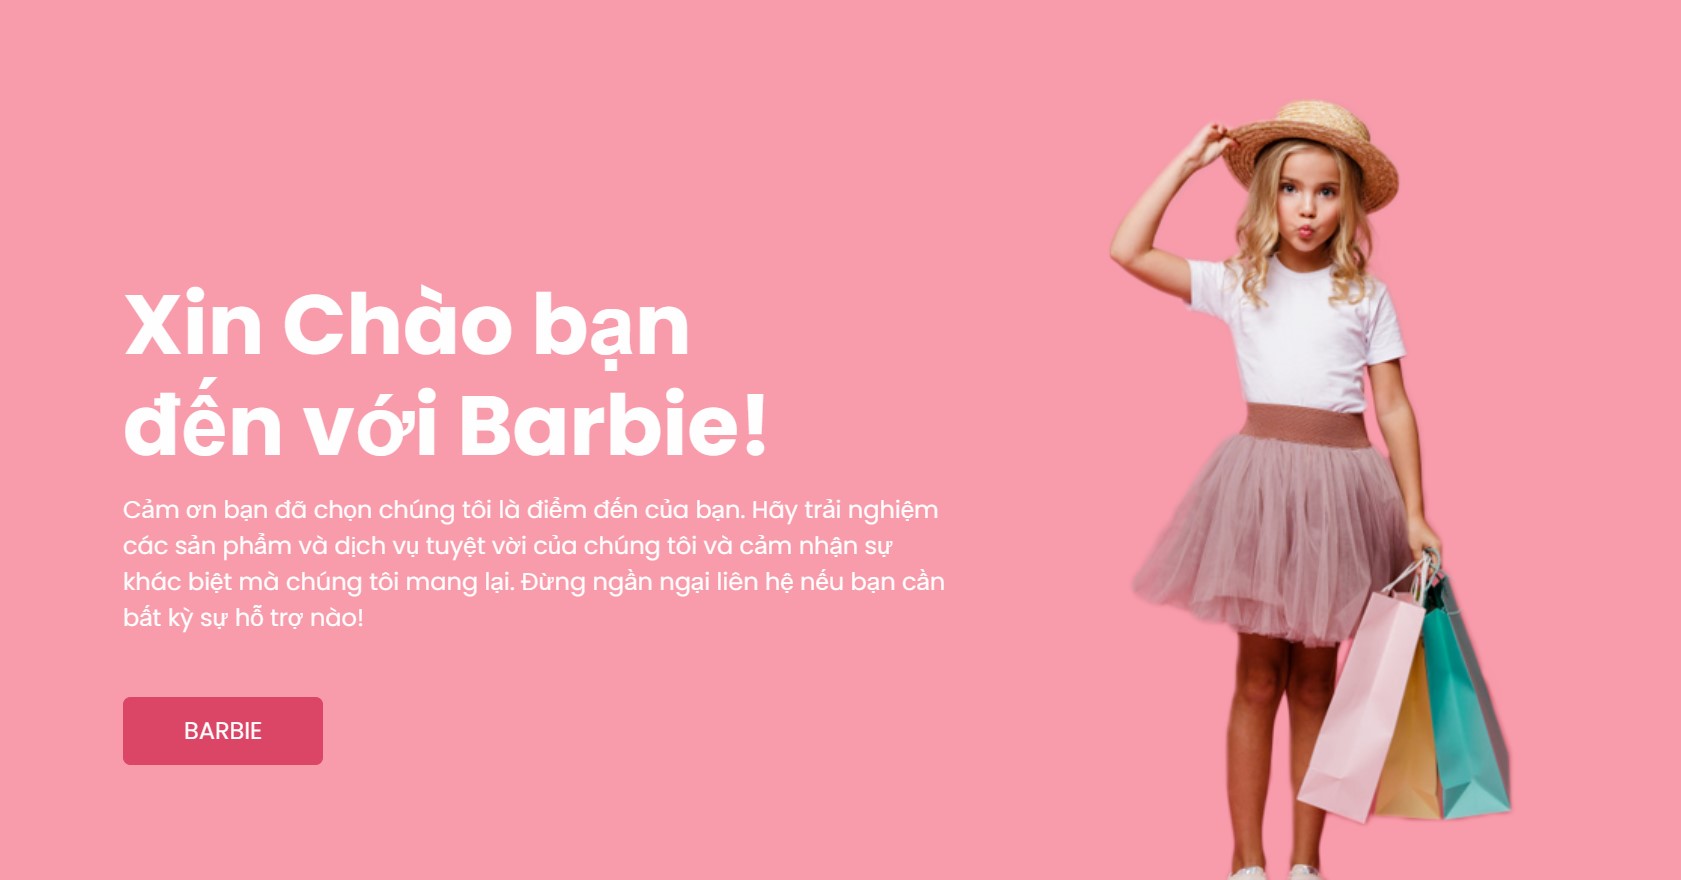 Xin Chào bạn
đến với Barbie!
Cảm ơn bạn đã chọn chúng tôi là điểm đến của bạn. Hãy trải nghiệm
các sản phẩm và dịch vụ tuyệt vời của chúng tôi và cảm nhận sự
khác biệt mà chúng tôi mang lại. Đừng ngần ngại liên hệ nếu bạn cần
bất kỳ sự hỗ trợ nào!
BARBIE